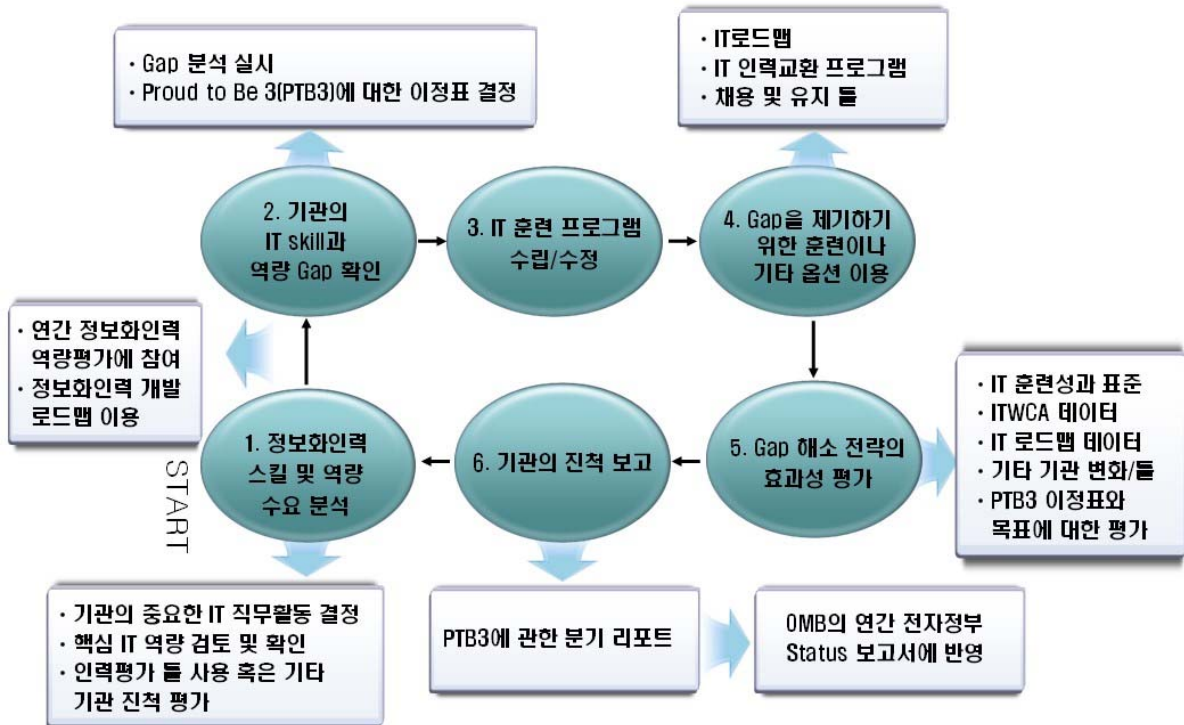 · Gap 분석 실시
· Proud to Be 3(PTB3)에 대한 이정표 결정
· IT로드맵
· IT 인력교환 프로그램
· 채용 및 유지 툴
2. 기관의
IT skill과
역량 Gap 확인
3. IT 훈련 프로그램
수립/수정
4. Gap을 제기하기
위한 훈련이나
기타 옵션 이용
· 연간 정보화인력
역량평가에 참여
· 정보화인력 개발
로드맵 이용
START
1. 정보화인력
스킬 및 역량
수요 분석
6. 기관의 진척 보고
5. Gap 해소 전략의
효과성 평가
· IT 훈련성과 표준
· ITWCA 데이터
· IT 로드맵 데이터
· 기타 기관 변화/툴
· PTB3 이정표와
목표에 대한 평가
· 기관의 중요한 IT 직무활동 결정
· 핵심 IT 역량 검토 및 확인
· 인력평가 툴 사용 혹은 기타
기관 진척 평가
PTB3에 관한 분기 리포트
OMB의 연간 전자정부
Status 보고서에 반영